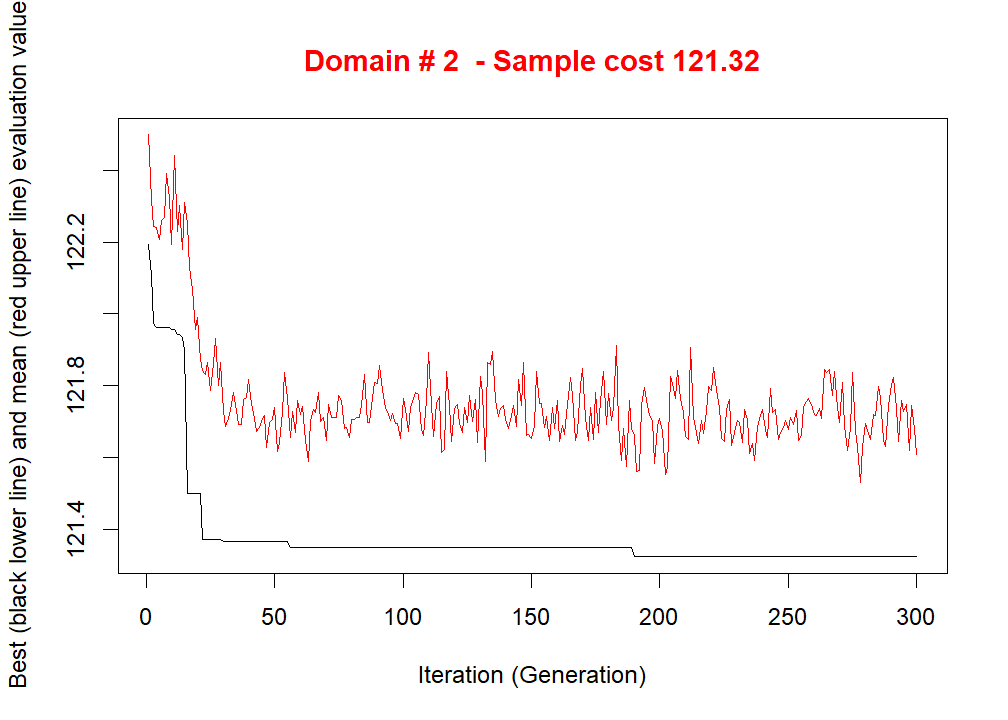 Domain # 2  - Sample cost 121.32
Best (black lower line) and mean (red upper line) evaluation value
122.2
121.8
121.4
0 50 100 150 200 250 300
Iteration (Generation)